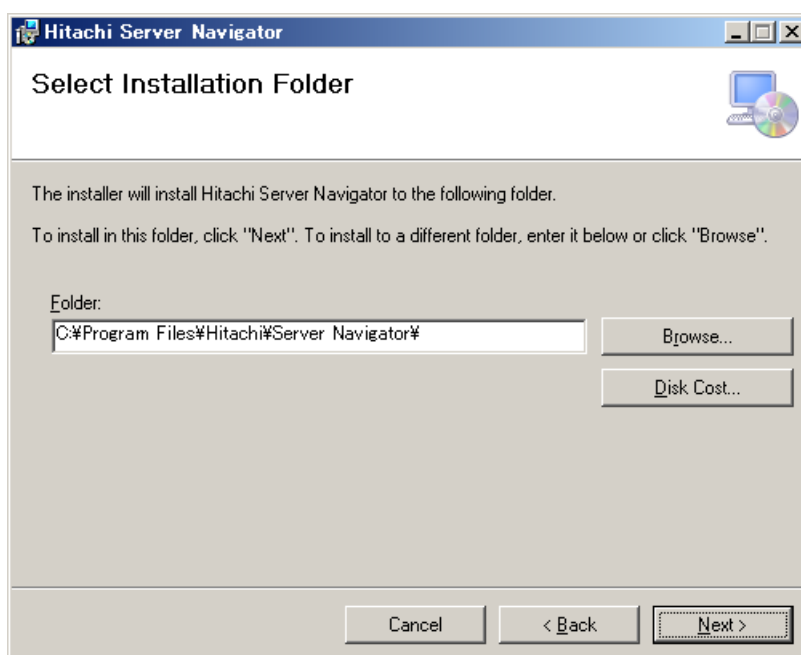 Hitachi Server Navigator
Select Installation Folder
The installer will install Hitachi Server Navigator to the following folder.
To install in this folder, click "Next". To install to a different folder, enter it below or click "Browse".
Folder:
C:¥Program Files¥Hitachi¥Server Navigator¥
Browse...
Disk Cost...
Cancel
< Back
Next >